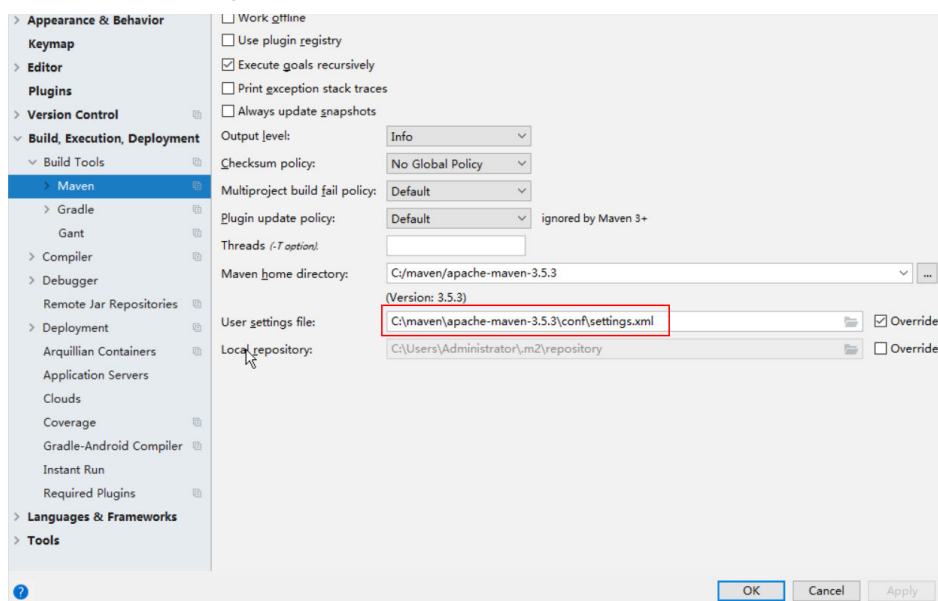 Appearance & Behavior
Keymap
Editor
Plugins
Version Control
Build, Execution, Deployment
Build Tools
Maven
Gradle
Gant
Compiler
Debugger
Remote Jar Repositories
Deployment
Arquillian Containers
Application Servers
Clouds
Coverage
Gradle-Android Compiler
Instant Run
Required Plugins
Languages & Frameworks
Tools
Work offline
Use plugin registry
Execute goals recursively
Print exception stack traces
Always update snapshots
Output level: Info
Checksum policy: No Global Policy
Multiproject build fail policy: Default
Plugin update policy: Default ignored by Maven 3+
Threads (-T option).
Maven home directory: C:/maven/apache-maven-3.5.3 ...
(Version: 3.5.3)
User settings file: C:\maven\apache-maven-3.5.3\conf\settings.xml Override
Local repository: C:\Users\Administrator\.m2\repository Override
? OK Cancel Apply